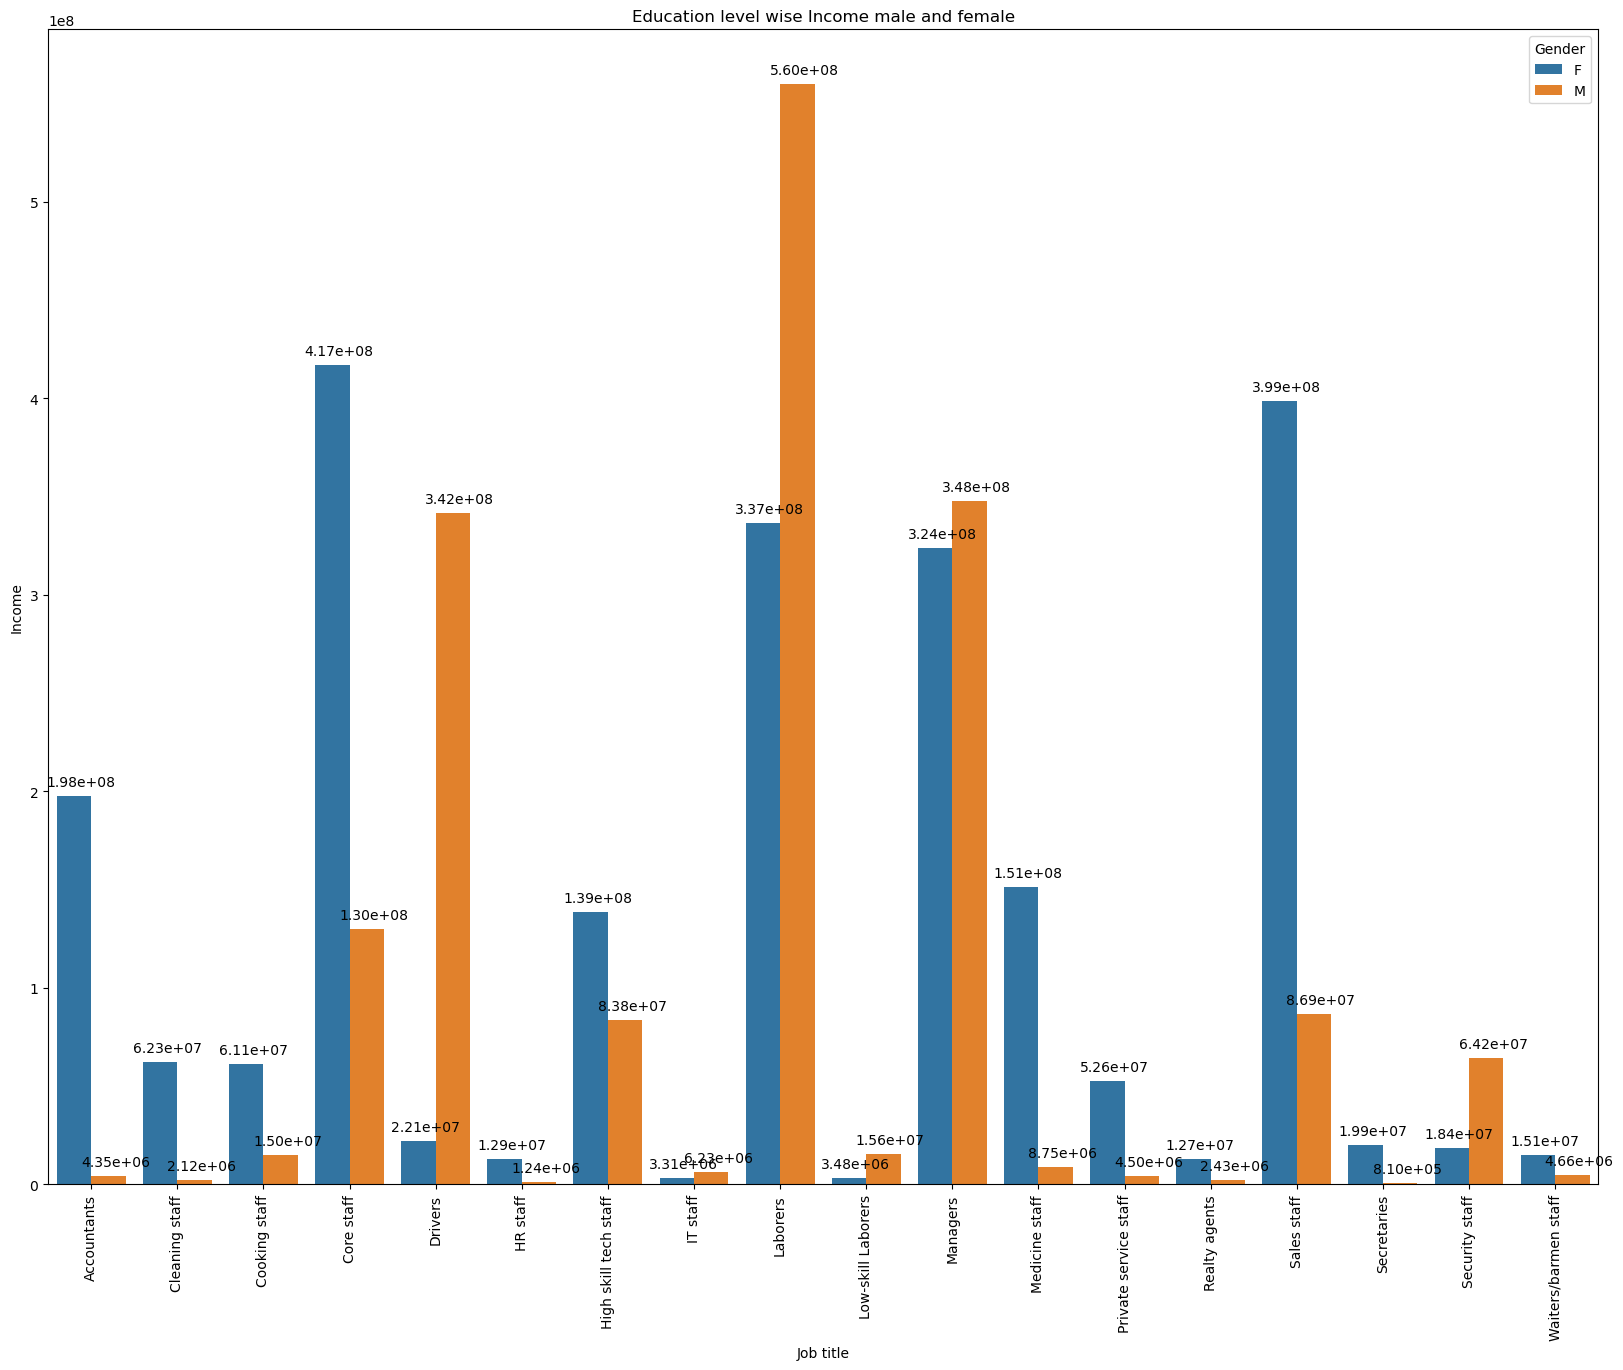 Education level wise Income male and female
1e8
Gender
F
M
Income
5
4
3
2
1
0
1.98e+08
4.35e+06
6.23e+07
2.12e+06
6.11e+07
1.50e+07
4.17e+08
1.30e+08
2.21e+07
3.42e+08
1.29e+07
1.24e+06
1.39e+08
8.38e+07
3.31e+06
6.23e+06
3.37e+08
5.60e+08
3.48e+06
1.56e+07
3.24e+08
3.48e+08
1.51e+08
8.75e+06
5.26e+07
4.50e+06
1.27e+07
2.43e+06
3.99e+08
8.69e+07
1.99e+07
8.10e+05
1.84e+07
6.42e+07
1.51e+07
4.66e+06
Accountants
Cleaning staff
Cooking staff
Core staff
Drivers
HR staff
High skill tech staff
IT staff
Laborers
Low-skill Laborers
Managers
Medicine staff
Private service staff
Realty agents
Sales staff
Secretaries
Security staff
Waiters/barmen staff
Job title